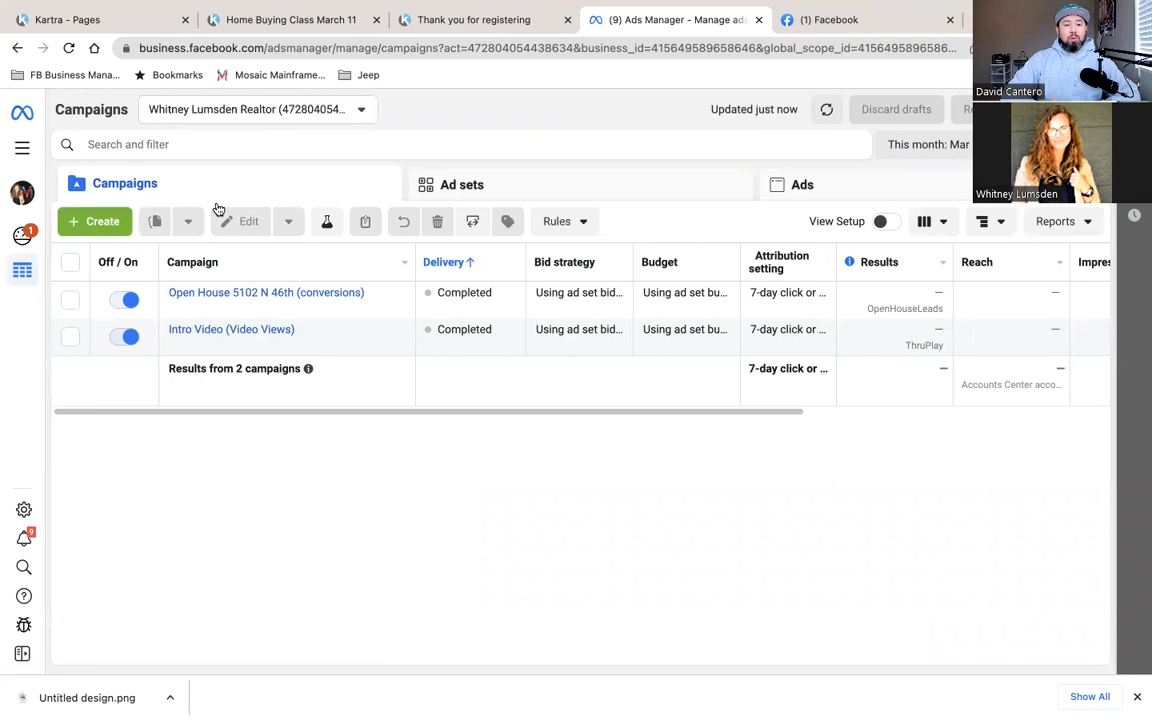 Kartra - Pages
Home Buying Class March 11
Thank you for registering
(9) Ads Manager - Manage ads
(1) Facebook
business.facebook.com/adsmanager/manage/campaigns?act=472804054438634&business_id=415649589658646&global_scope_id=4156495896586...
FB Business Mana...
Bookmarks
Mosaic Mainframe...
Jeep
David Cantero
Whitney Lumsden
Campaigns
Whitney Lumsden Realtor (472804054...
Updated just now
Discard drafts
Search and filter
This month: Mar
Campaigns
Ad sets
Ads
+ Create
Edit
Rules
View Setup
Reports
Off / On
Campaign
Delivery ↑
Bid strategy
Budget
Attribution
setting
Results
Reach
Impres
Open House 5102 N 46th (conversions)
Completed
Using ad set bid...
Using ad set bu...
7-day click or ...
—
OpenHouseLeads
—
Intro Video (Video Views)
Completed
Using ad set bid...
Using ad set bu...
7-day click or ...
—
ThruPlay
—
Results from 2 campaigns
7-day click or ...
—
—
Accounts Center acco...
1
9
Untitled design.png
Show All